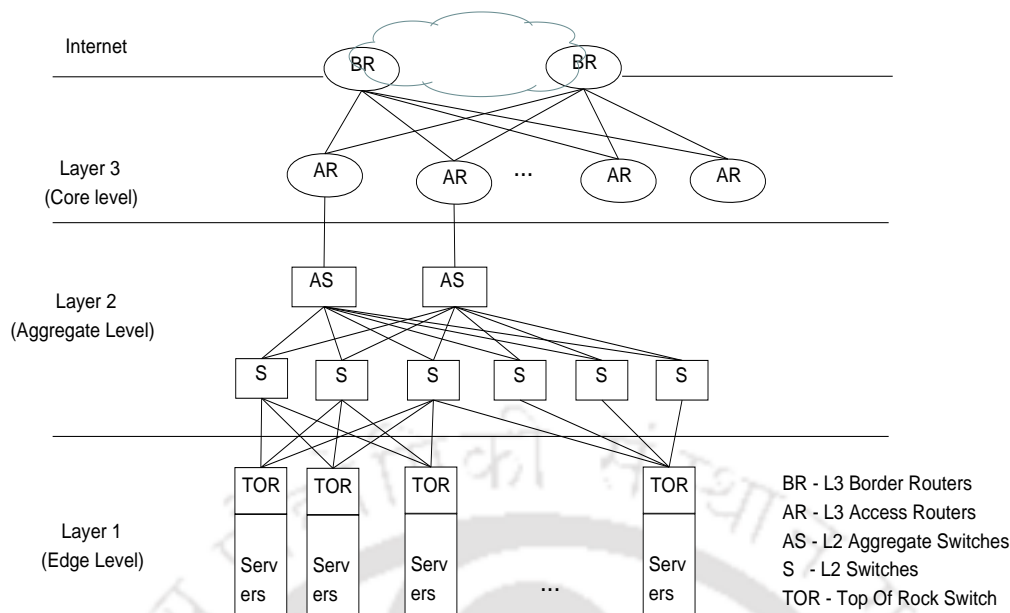 Internet
BR BR
Layer 3
(Core level)
AR AR ... AR AR
Layer 2
(Aggregate Level)
AS AS
S S S S S S
Layer 1
(Edge Level)
TOR TOR TOR TOR
Serv
ers
Serv
ers
Serv
ers
...
Serv
ers
BR - L3 Border Routers
AR - L3 Access Routers
AS - L2 Aggregate Switches
S - L2 Switches
TOR - Top Of Rock Switch